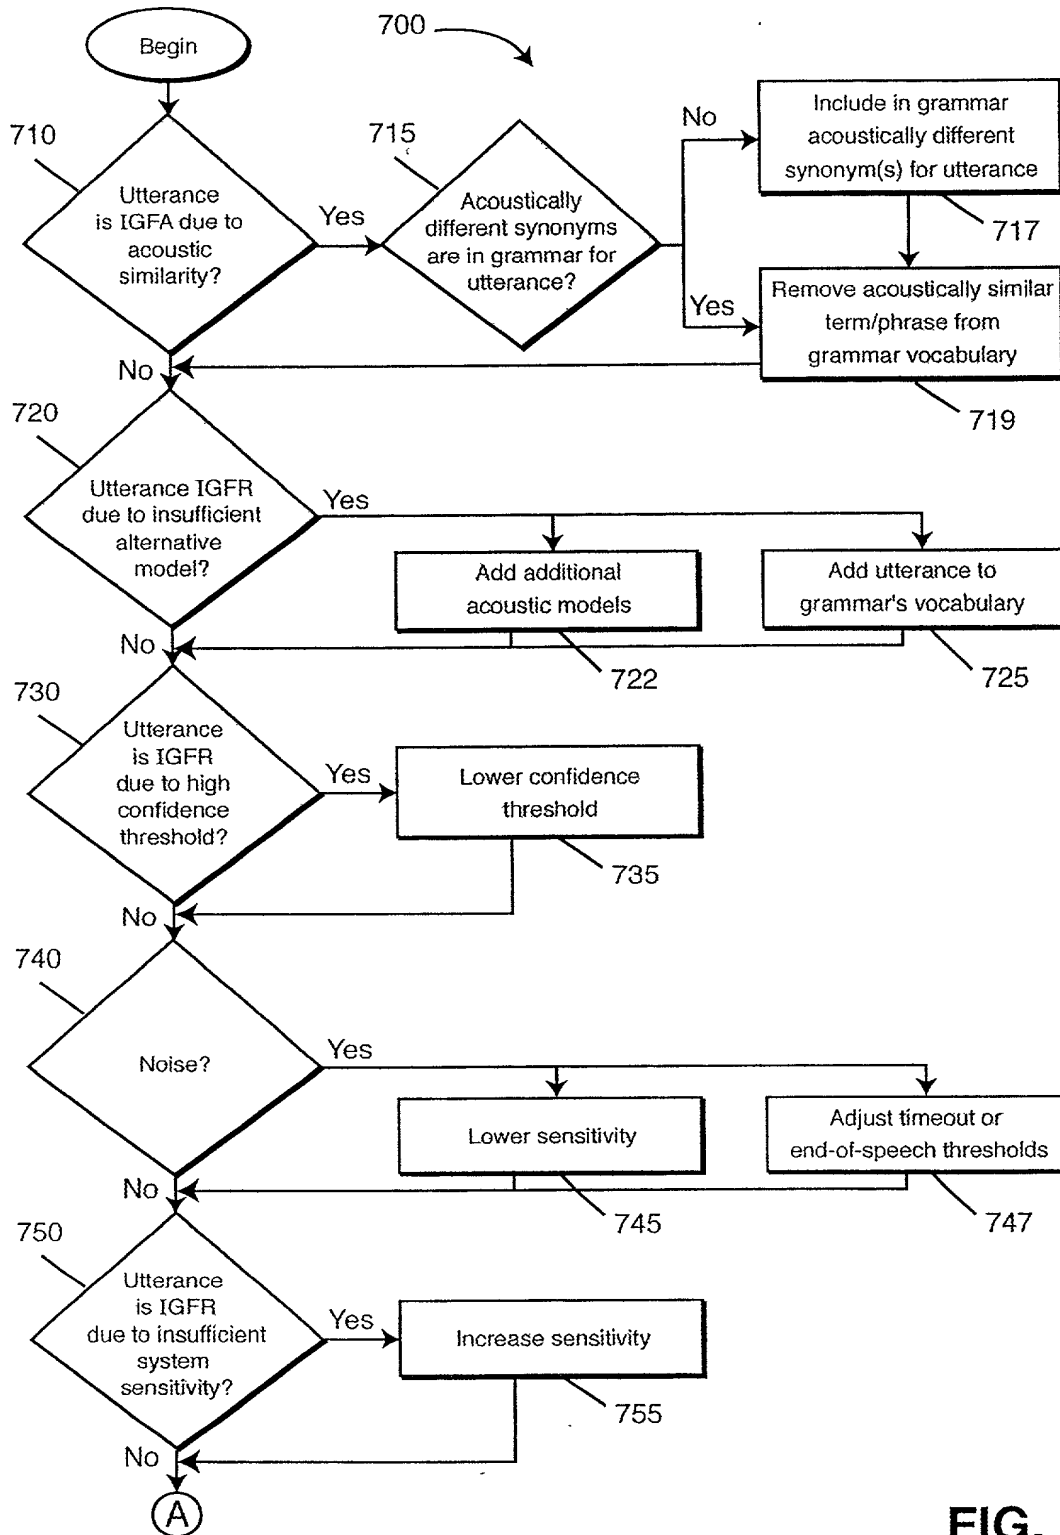 Begin
700
710
Utterance
is IGFA due to
acoustic
similarity?
Yes
715
Acoustically
different synonyms
are in grammar for
utterance?
No
Include in grammar
acoustically different
synonym(s) for utterance
717
Yes
Remove acoustically similar
term/phrase from
grammar vocabulary
719
No
720
Utterance IGFR
due to insufficient
alternative
model?
Yes
Add additional
acoustic models
722
Add utterance to
grammar's vocabulary
725
No
730
Utterance
is IGFR
due to high
confidence
threshold?
Yes
Lower confidence
threshold
735
No
740
Noise?
Yes
Lower sensitivity
745
Adjust timeout or
end-of-speech thresholds
747
No
750
Utterance
is IGFR
due to insufficient
system
sensitivity?
Yes
Increase sensitivity
755
No
A
FIG.